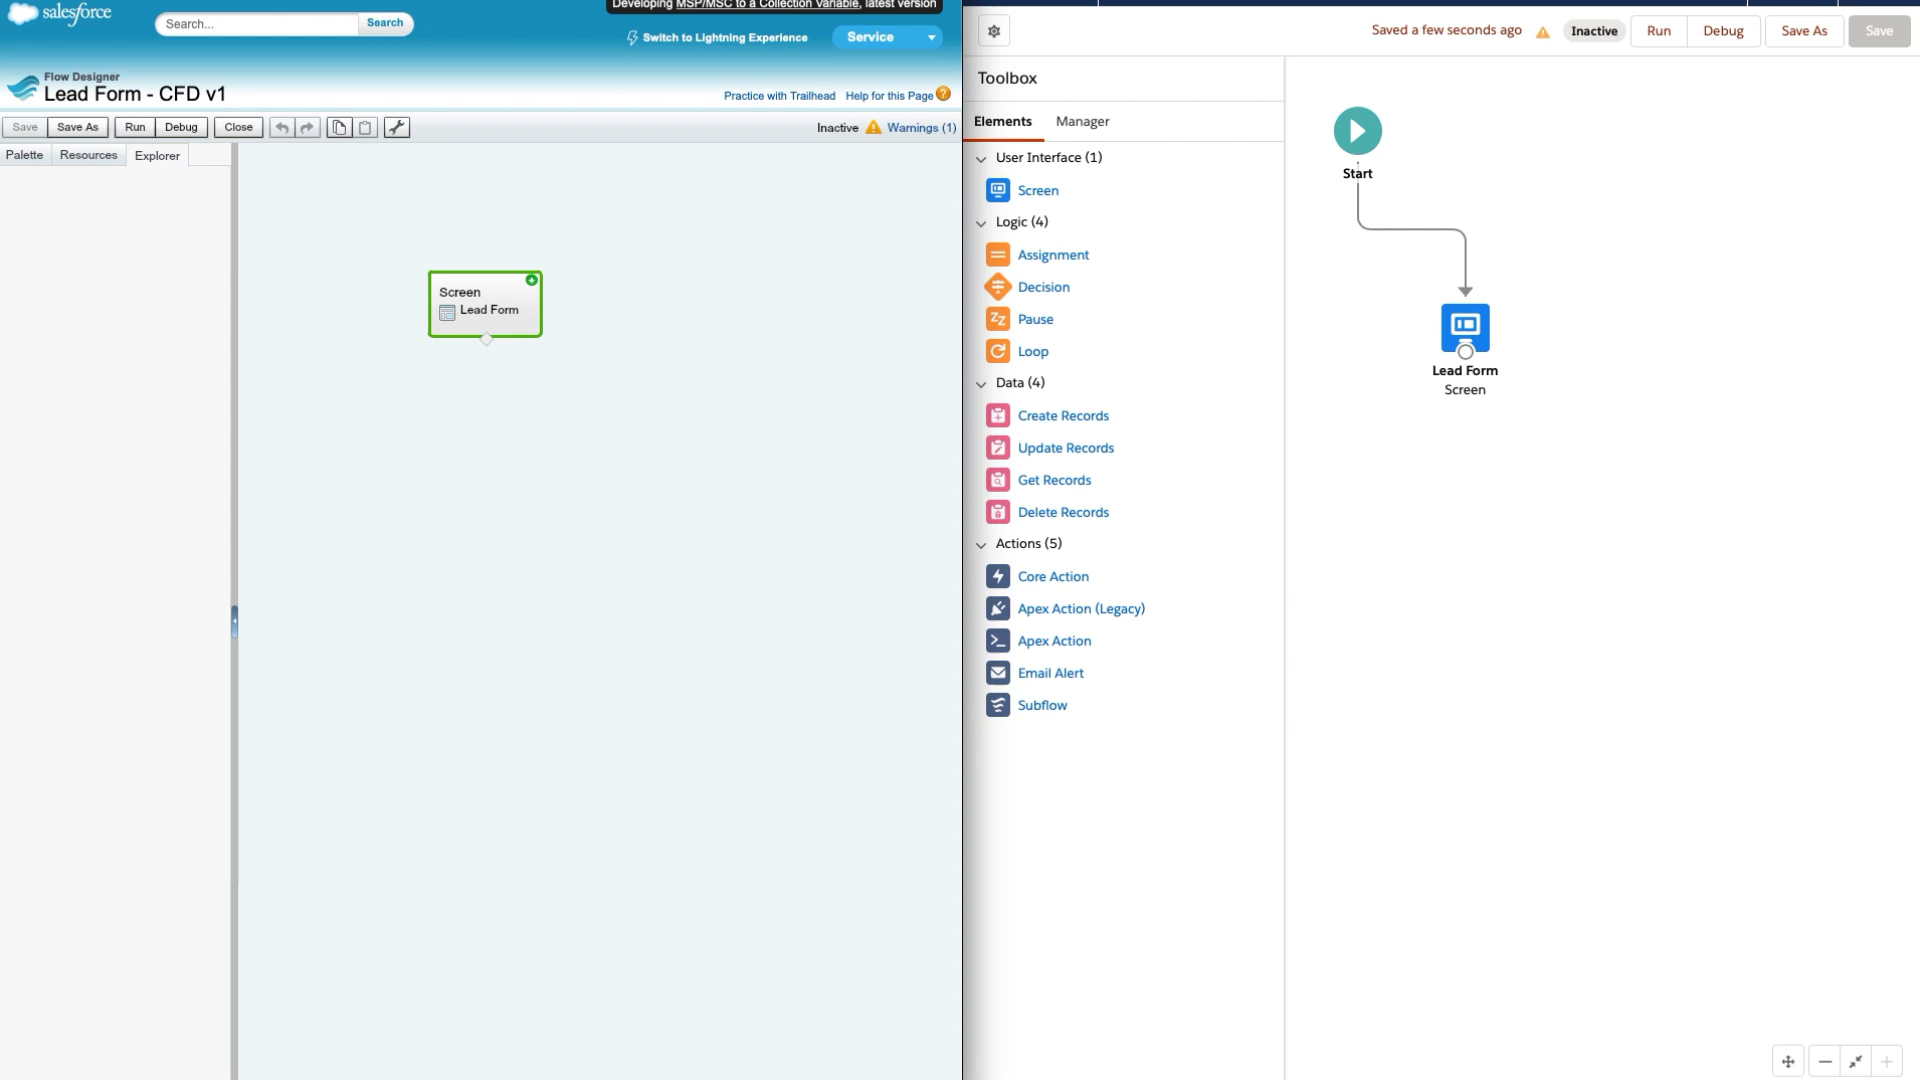 Developing MSP/MSC to a Collection Variable, latest version
salesforce
Search...
Search
Switch to Lightning Experience
Service
Flow Designer
Lead Form - CFD v1
Practice with Trailhead
Help for this Page
Save
Save As
Run
Debug
Close
Inactive
Warnings (1)
Palette
Resources
Explorer
Screen
Lead Form
Saved a few seconds ago
Inactive
Run
Debug
Save As
Save
Toolbox
Elements
Manager
User Interface (1)
Screen
Logic (4)
Assignment
Decision
Pause
Loop
Data (4)
Create Records
Update Records
Get Records
Delete Records
Actions (5)
Core Action
Apex Action (Legacy)
Apex Action
Email Alert
Subflow
Start
Lead Form
Screen